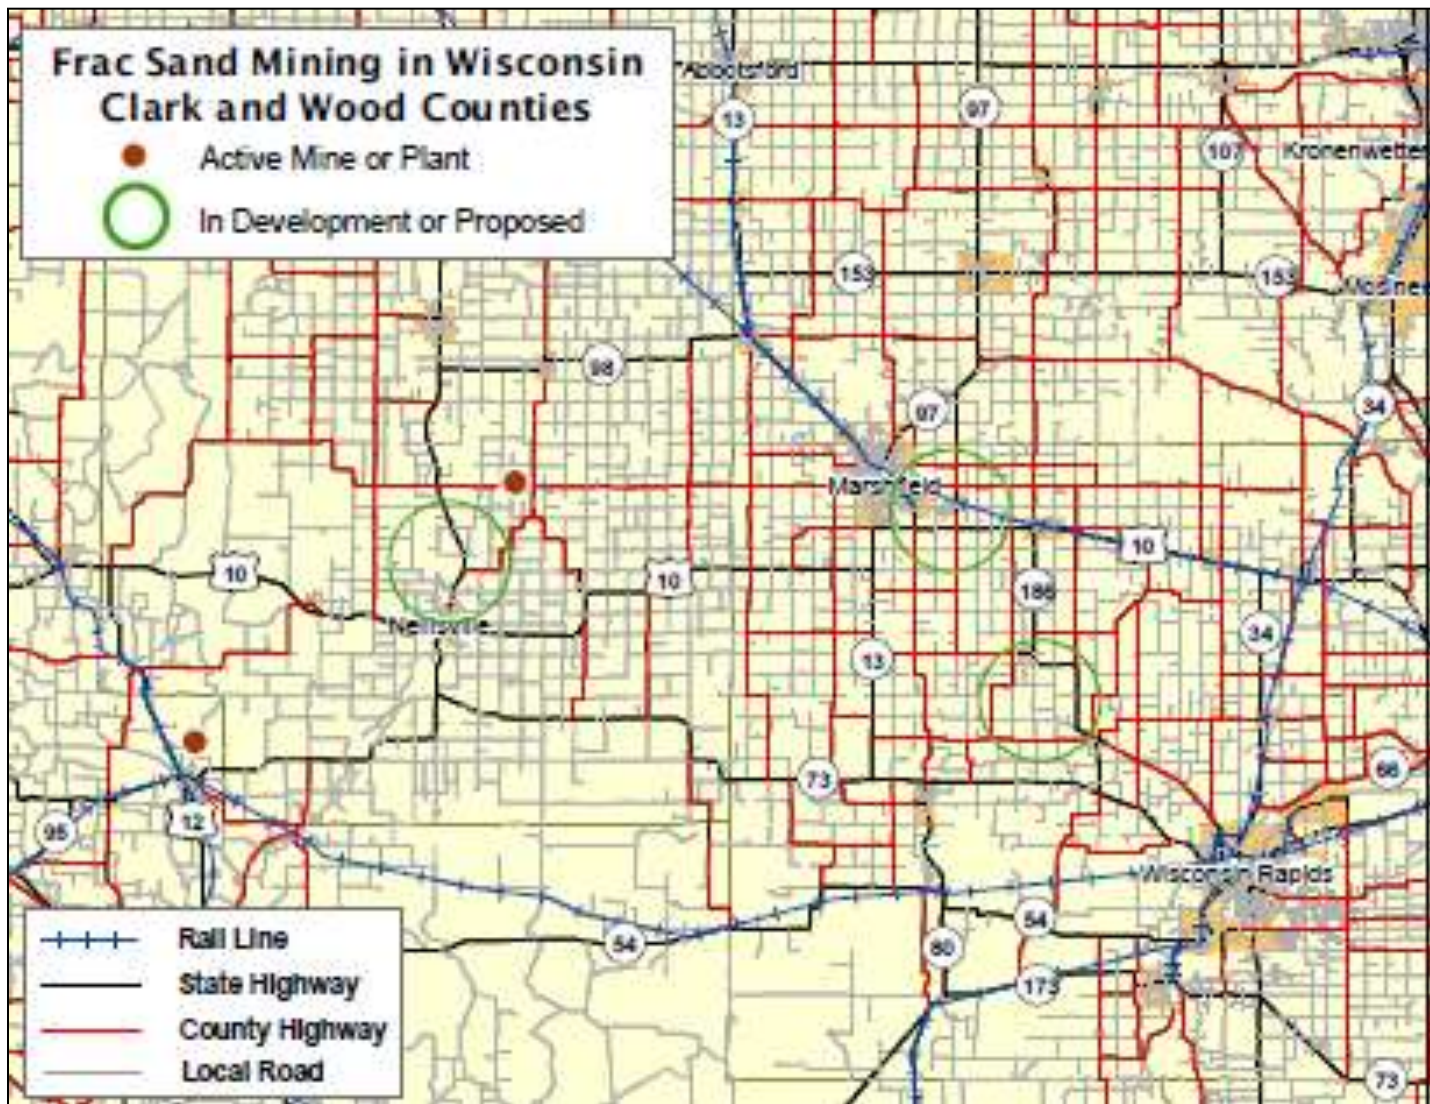 Frac Sand Mining in Wisconsin
Clark and Wood Counties
Active Mine or Plant
In Development or Proposed
Abbotsford
13
97
107
Kronenwetter
153
153
Mosinee
98
97
34
Marshfield
10
10
10
Neillsville
186
34
13
73
66
95
12
Wisconsin Rapids
54
54
80
173
73
Rail Line
State Highway
County Highway
Local Road